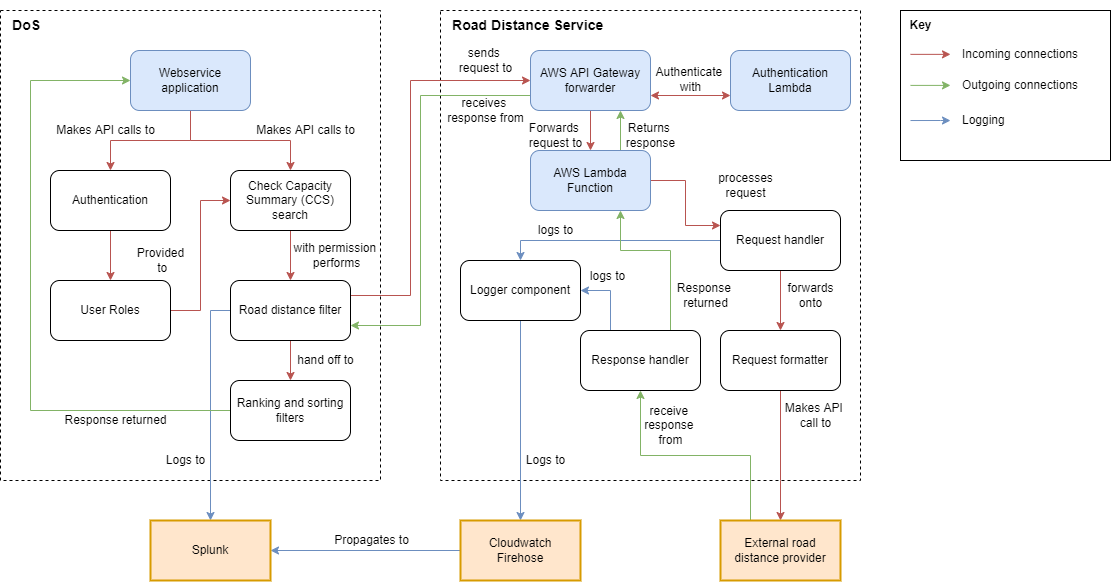 DoS
Webservice
application
Makes API calls to
Makes API calls to
Authentication
Check Capacity
Summary (CCS)
search
Provided
to
with permission
performs
User Roles
Road distance filter
hand off to
Ranking and sorting
filters
Response returned
Logs to
Splunk
sends
request to
receives
response from
Road Distance Service
AWS API Gateway
forwarder
Authenticate
with
Authentication
Lambda
Forwards
request to
Returns
response
AWS Lambda
Function
processes
request
Request handler
logs to
Logger component
logs to
Response
returned
forwards
onto
Response handler
Request formatter
receive
response
from
Makes API
call to
Logs to
Propagates to
Cloudwatch
Firehose
External road
distance provider
Key
Incoming connections
Outgoing connections
Logging